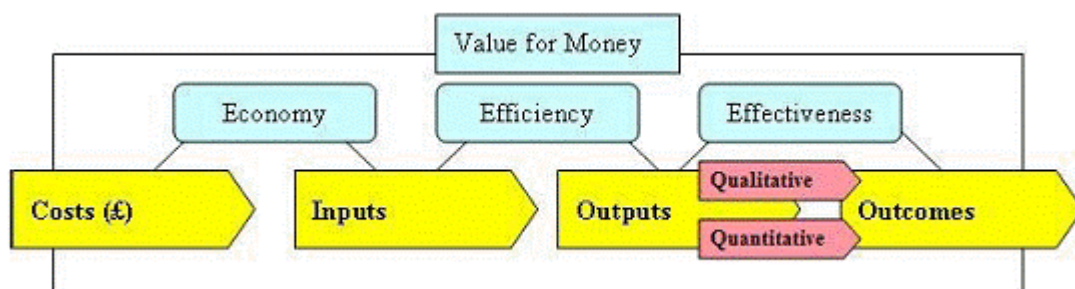 Value for Money
Economy
Efficiency
Effectiveness
Costs (£)
Inputs
Outputs
Qualitative
Quantitative
Outcomes